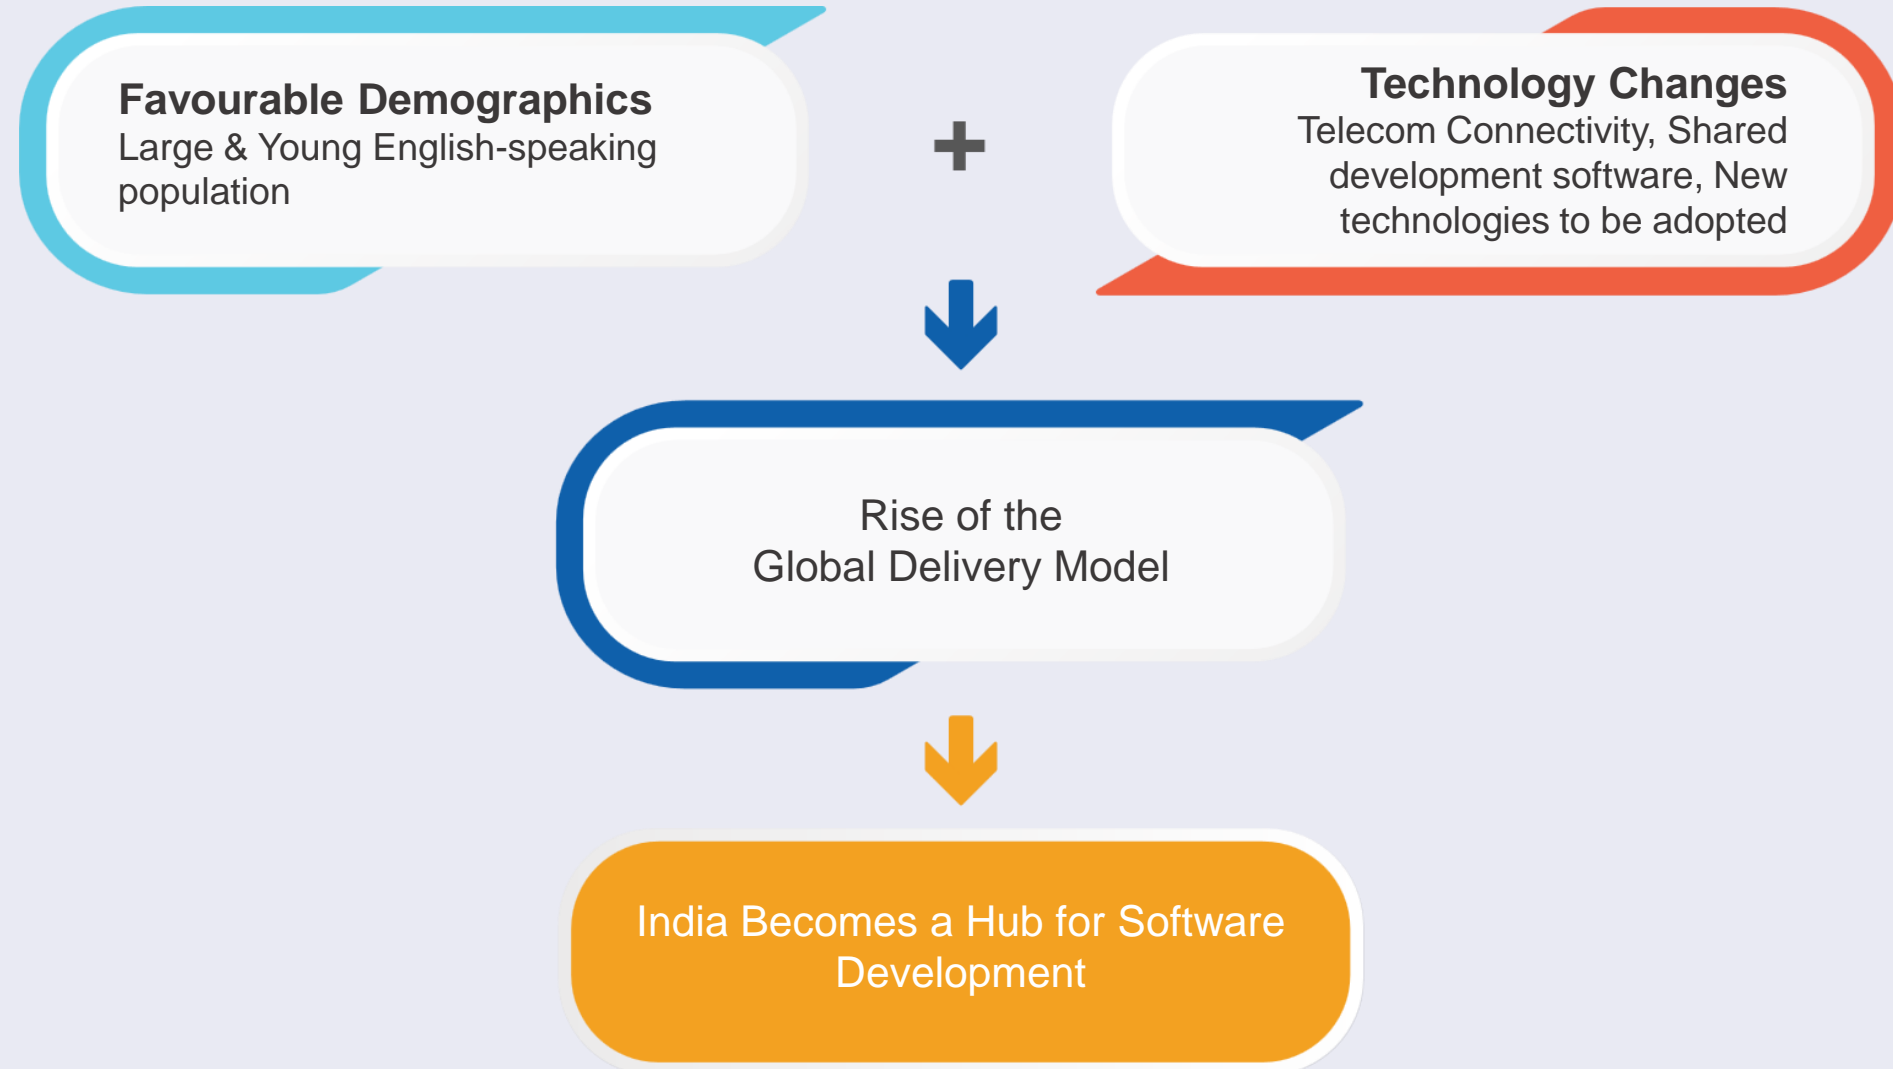 Favourable Demographics
Large & Young English-speaking
population
+
Technology Changes
Telecom Connectivity, Shared
development software, New
technologies to be adopted
Rise of the
Global Delivery Model
India Becomes a Hub for Software
Development